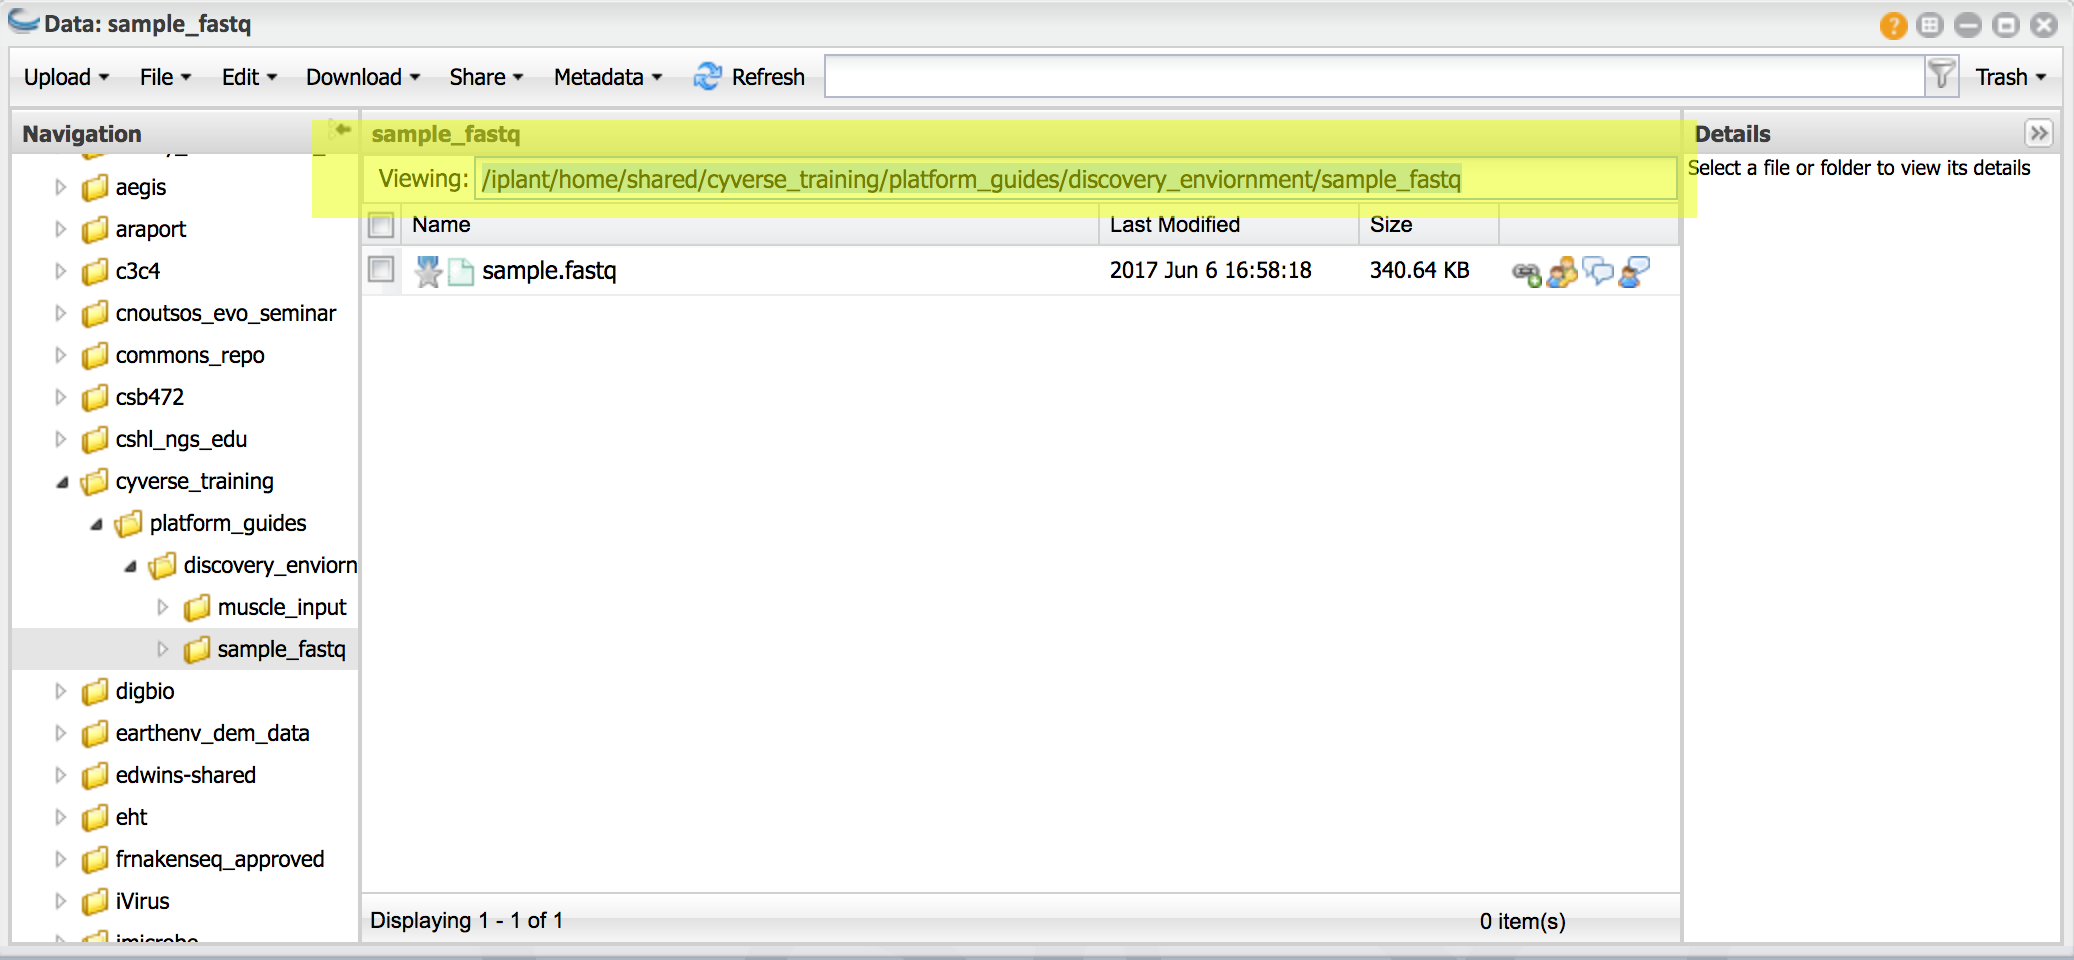 Data: sample_fastq
Upload File Edit Download Share Metadata Refresh Trash
Navigation
aegis
araport
c3c4
cnoutsos_evo_seminar
commons_repo
csb472
cshl_ngs_edu
cyverse_training
platform_guides
discovery_enviorn
muscle_input
sample_fastq
digbio
earthenv_dem_data
edwins-shared
eht
frnakenseq_approved
iVirus
sample_fastq
Viewing: /iplant/home/shared/cyverse_training/platform_guides/discovery_enviornment/sample_fastq
Name Last Modified Size
sample.fastq 2017 Jun 6 16:58:18 340.64 KB
Displaying 1 - 1 of 1 0 item(s)
Details
Select a file or folder to view its details